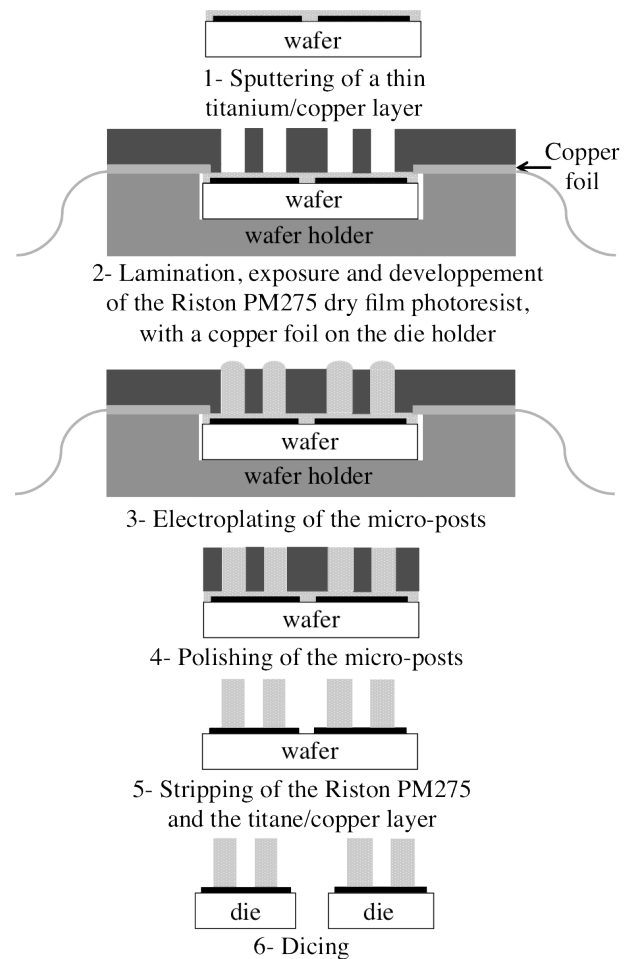 wafer
1- Sputtering of a thin
titanium/copper layer
Copper
foil
wafer
wafer holder
2- Lamination, exposure and developpement
of the Riston PM275 dry film photoresist,
with a copper foil on the die holder
wafer
wafer holder
3- Electroplating of the micro-posts
wafer
4- Polishing of the micro-posts
wafer
5- Stripping of the Riston PM275
and the titane/copper layer
die die
6- Dicing